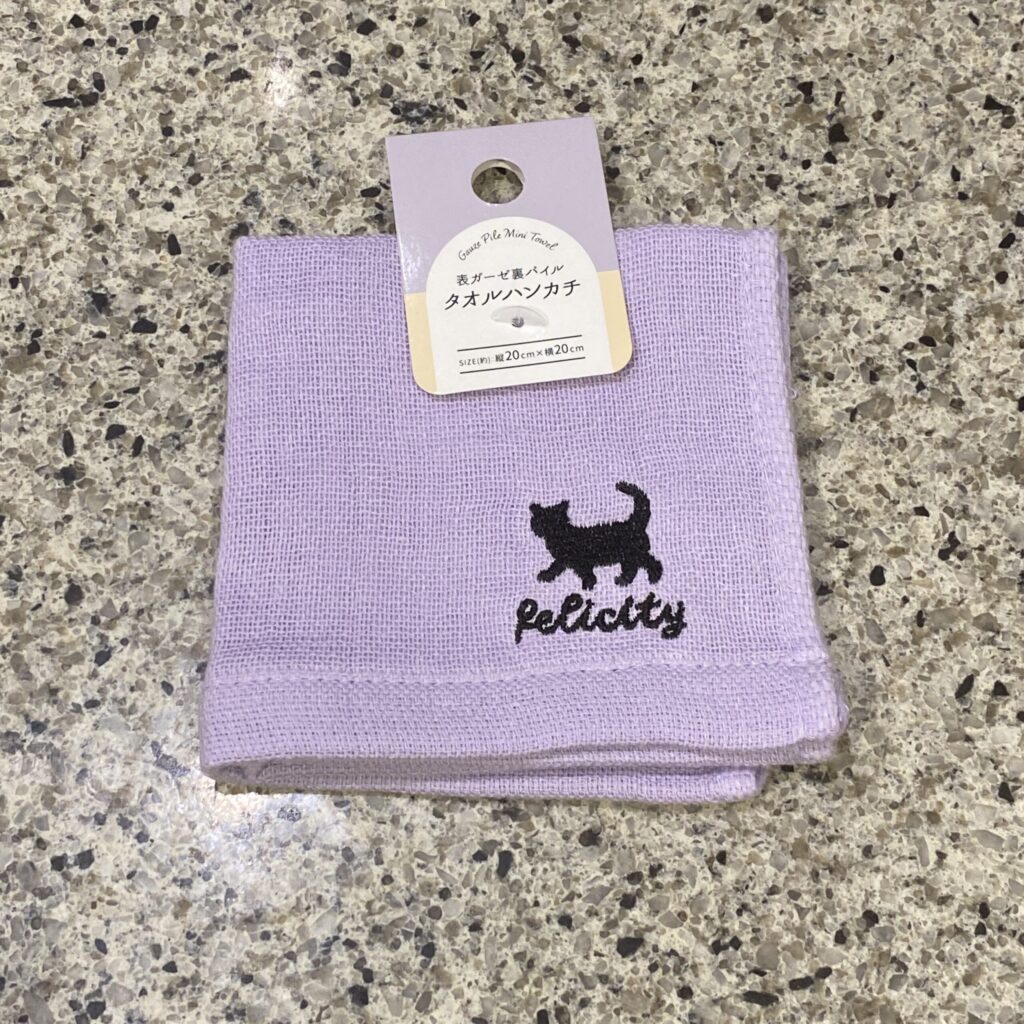 Gauze Pile Mini Towel
表ガーゼ裏パイル
タオルハンカチ
SIZE(約):縦20cm×横20cm
felicity